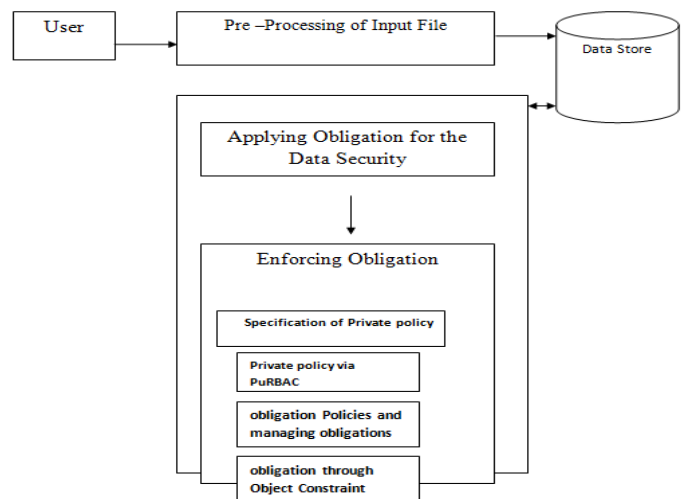 User
Pre –Processing of Input File
Data Store
Applying Obligation for the
Data Security
Enforcing Obligation
Specification of Private policy
Private policy via
PuRBAC
obligation Policies and
managing obligations
obligation through
Object Constraint